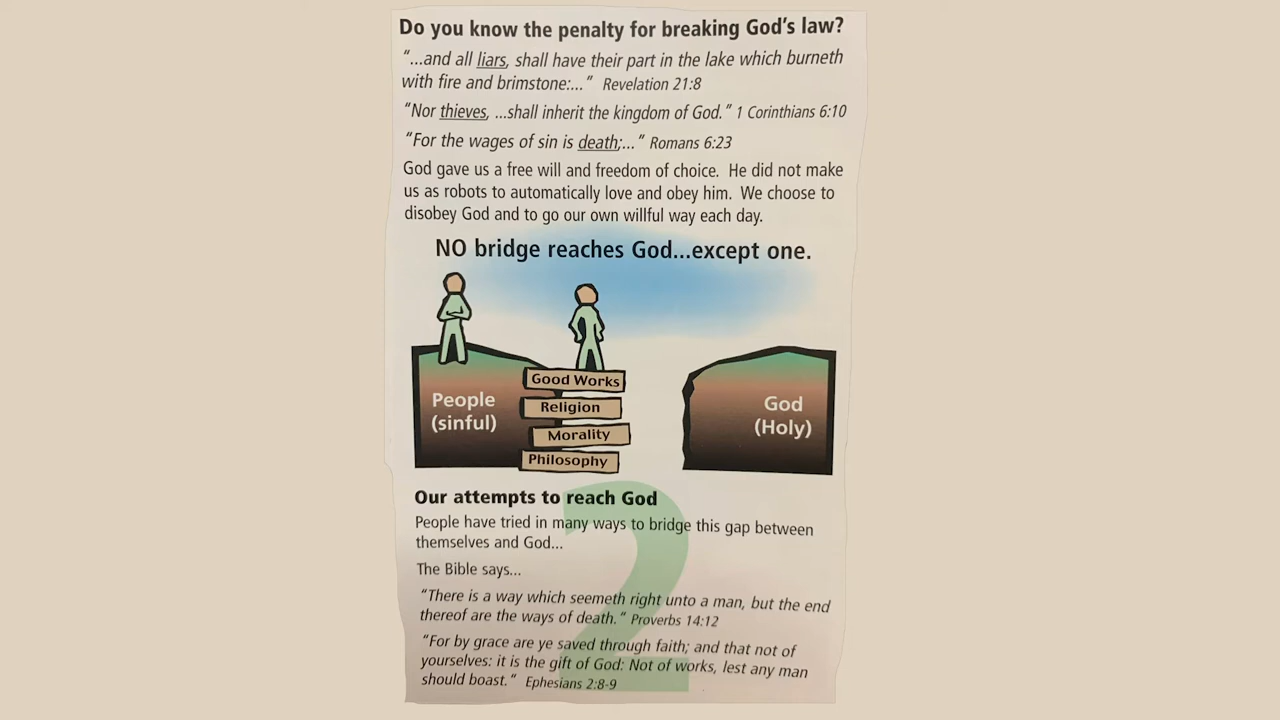 Do you know the penalty for breaking God's law?
"...and all liars, shall have their part in the lake which burneth
with fire and brimstone:..." Revelation 21:8
"Nor thieves, ...shall inherit the kingdom of God." 1 Corinthians 6:10
"For the wages of sin is death;..." Romans 6:23
God gave us a free will and freedom of choice. He did not make
us as robots to automatically love and obey him. We choose to
disobey God and to go our own willful way each day.
NO bridge reaches God...except one.
People
(sinful)
Good Works
Religion
Morality
Philosophy
God
(Holy)
2
Our attempts to reach God
People have tried in many ways to bridge this gap between
themselves and God...
The Bible says...
"There is a way which seemeth right unto a man, but the end
thereof are the ways of death." Proverbs 14:12
"For by grace are ye saved through faith; and that not of
yourselves: it is the gift of God: Not of works, lest any man
should boast." Ephesians 2:8-9